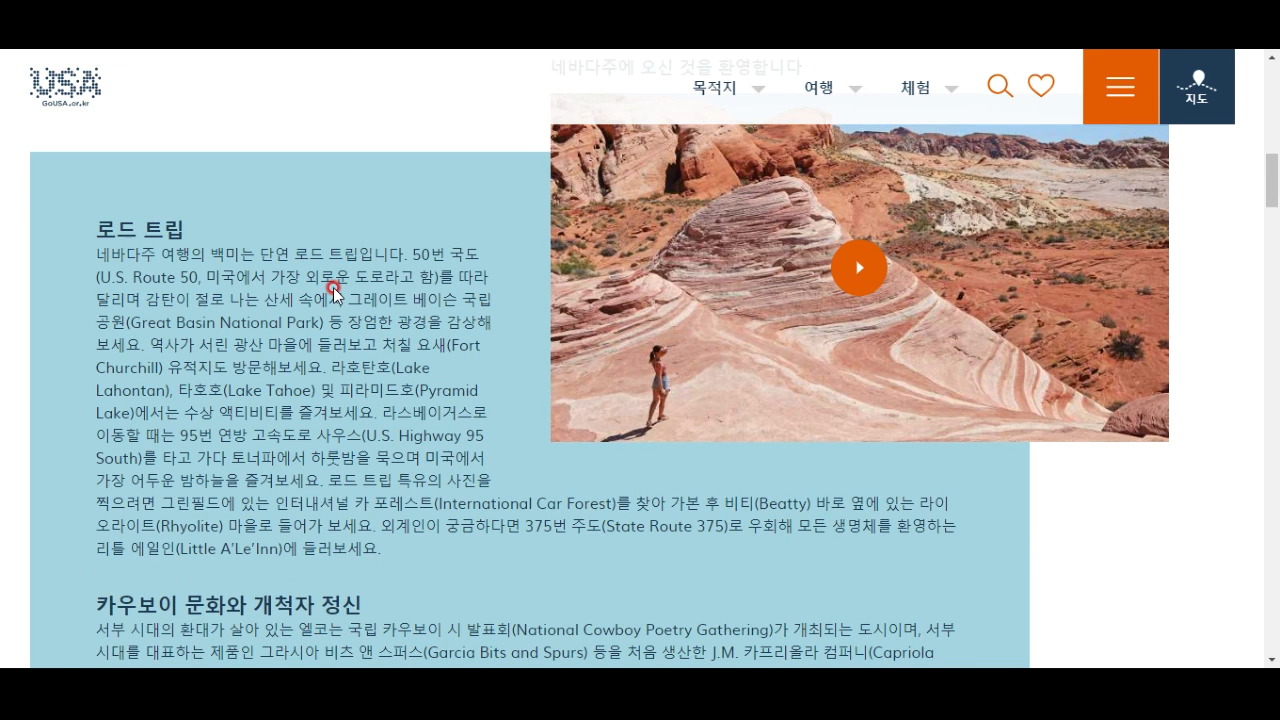 네바다주에 오신 것을 환영합니다
USA
GoUSA.or.kr
목적지
여행
체험
지도
로드 트립
네바다주 여행의 백미는 단연 로드 트립입니다. 50번 국도
(U.S. Route 50, 미국에서 가장 외로운 도로라고 함)를 따라
달리며 감탄이 절로 나는 산세 속에서 그레이트 베이슨 국립
공원(Great Basin National Park) 등 장엄한 광경을 감상해
보세요. 역사가 서린 광산 마을에 들러보고 처칠 요새(Fort
Churchill) 유적지도 방문해보세요. 라호탄호(Lake
Lahontan), 타호호(Lake Tahoe) 및 피라미드호(Pyramid
Lake)에서는 수상 액티비티를 즐겨보세요. 라스베이거스로
이동할 때는 95번 연방 고속도로 사우스(U.S. Highway 95
South)를 타고 가다 토너파에서 하룻밤을 묵으며 미국에서
가장 어두운 밤하늘을 즐겨보세요. 로드 트립 특유의 사진을
찍으려면 그린필드에 있는 인터내셔널 카 포레스트(International Car Forest)를 찾아 가본 후 비티(Beatty) 바로 옆에 있는 라이
오라이트(Rhyolite) 마을로 들어가 보세요. 외계인이 궁금하다면 375번 주도(State Route 375)로 우회해 모든 생명체를 환영하는
리틀 에일인(Little A'Le'Inn)에 들러보세요.
카우보이 문화와 개척자 정신
서부 시대의 환대가 살아 있는 엘코는 국립 카우보이 시 발표회(National Cowboy Poetry Gathering)가 개최되는 도시이며, 서부
시대를 대표하는 제품인 그라시아 비츠 앤 스퍼스(Garcia Bits and Spurs) 등을 처음 생산한 J.M. 카프리올라 컴퍼니(Capriola